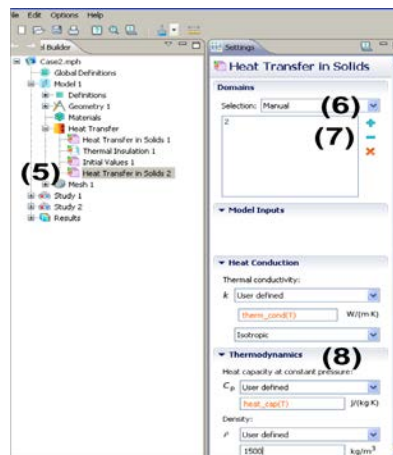 Edit Options Help
Builder
Case2.mph
Global Definitions
Model 1
Definitions
Geometry 1
Materials
Heat Transfer
Heat Transfer in Solids 1
Thermal Insulation 1
Initial Values 1
(5) Heat Transfer in Solids 2
Mesh 1
Study 1
Study 2
Results
Settings
Heat Transfer in Solids
Domains
Selection: Manual (6)
2
(7)
Model Inputs
Heat Conduction
Thermal conductivity:
k User defined
therm_cond(T) W/(m K)
Isotropic
Thermodynamics (8)
Heat capacity at constant pressure:
Cp User defined
heat_cap(T) J/(kg K)
Density:
ρ User defined
1500 kg/m³